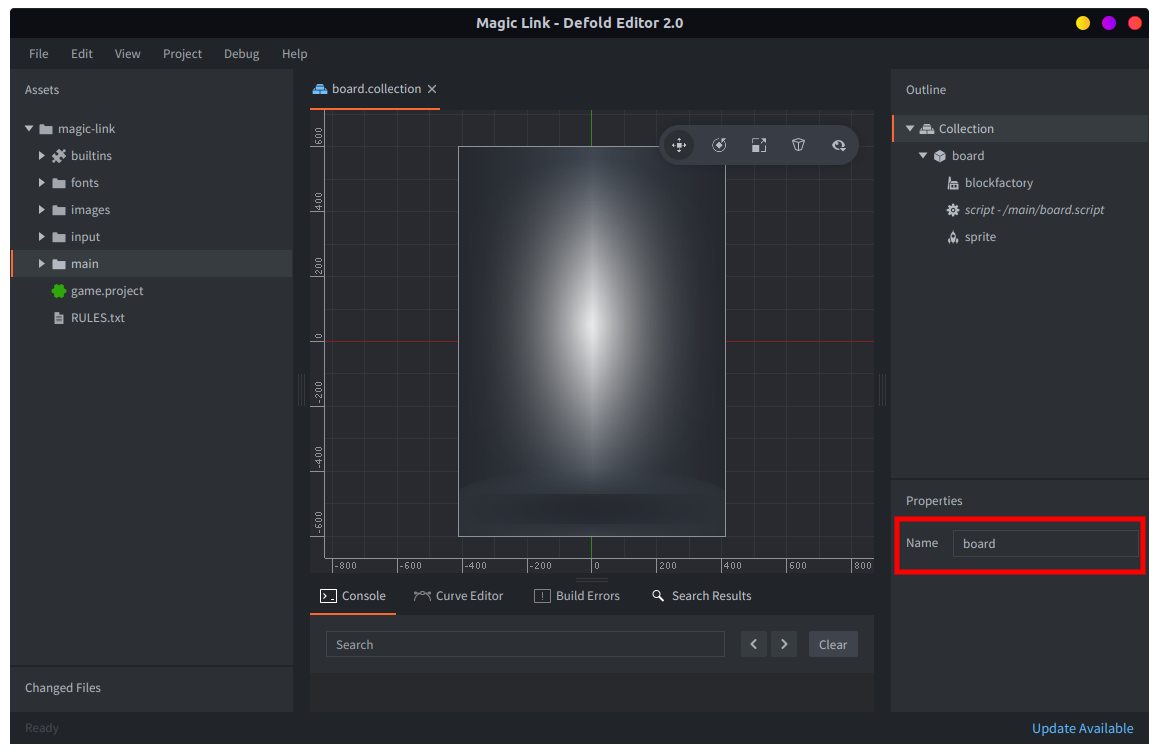 Magic Link - Defold Editor 2.0
File Edit View Project Debug Help
Assets
magic-link
builtins
fonts
images
input
main
game.project
RULES.txt
Changed Files
Ready
board.collection
600
400
200
0
-200
-400
-600
-800 -600 -400 -200 0 200 400 600 800
Console Curve Editor Build Errors Search Results
Search
Clear
Outline
Collection
board
blockfactory
script - /main/board.script
sprite
Properties
Name board
Update Available